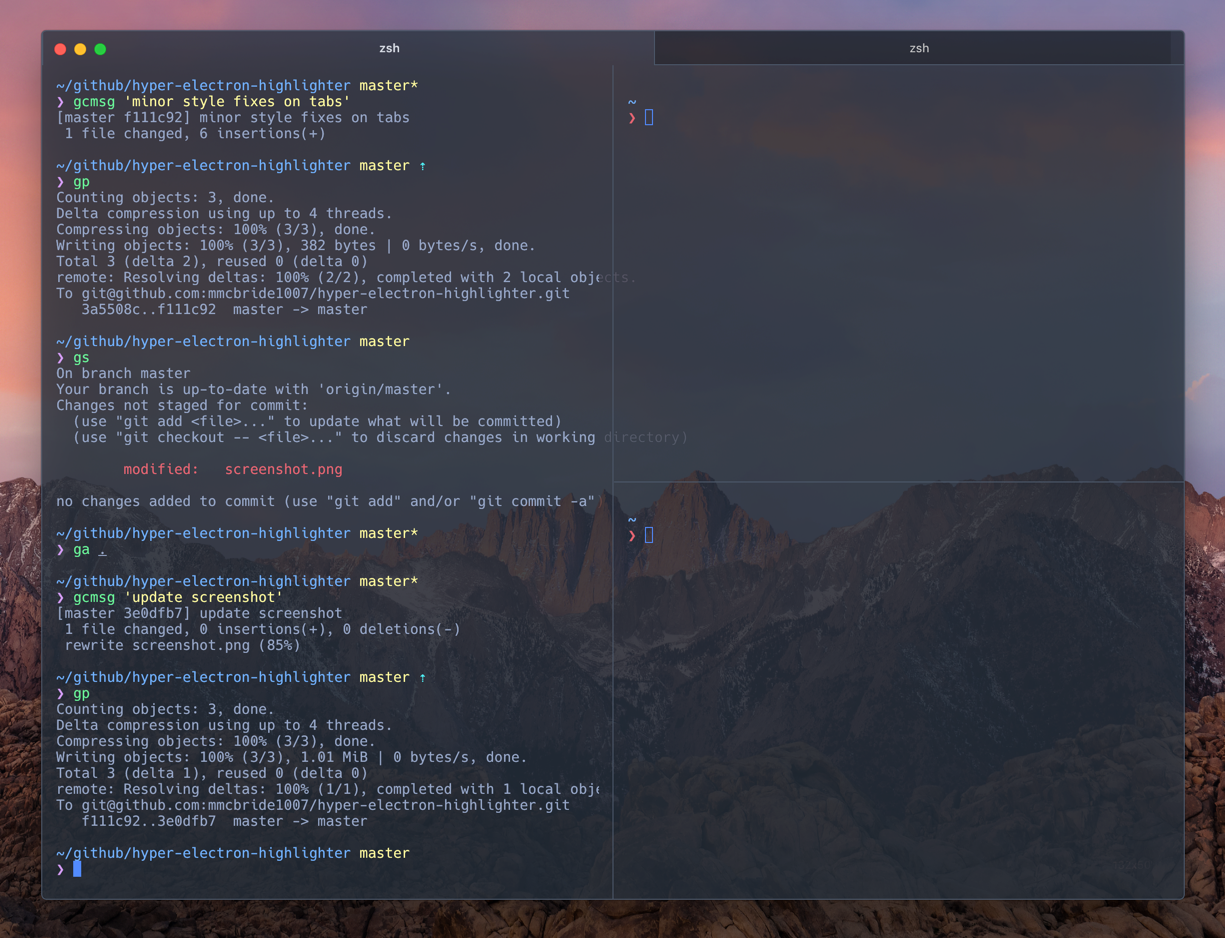 zsh
zsh
~/github/hyper-electron-highlighter master*
❯ gcmsg 'minor style fixes on tabs'
[master f111c92] minor style fixes on tabs
 1 file changed, 6 insertions(+)
~/github/hyper-electron-highlighter master ⇡
❯ gp
Counting objects: 3, done.
Delta compression using up to 4 threads.
Compressing objects: 100% (3/3), done.
Writing objects: 100% (3/3), 382 bytes | 0 bytes/s, done.
Total 3 (delta 2), reused 0 (delta 0)
remote: Resolving deltas: 100% (2/2), completed with 2 local objects.
To git@github.com:mmcbride1007/hyper-electron-highlighter.git
   3a5508c..f111c92  master -> master
~/github/hyper-electron-highlighter master
❯ gs
On branch master
Your branch is up-to-date with 'origin/master'.
Changes not staged for commit:
  (use "git add <file>..." to update what will be committed)
  (use "git checkout -- <file>..." to discard changes in working directory)
        modified:   screenshot.png
no changes added to commit (use "git add" and/or "git commit -a")
~/github/hyper-electron-highlighter master*
❯ ga .
~/github/hyper-electron-highlighter master*
❯ gcmsg 'update screenshot'
[master 3e0dfb7] update screenshot
 1 file changed, 0 insertions(+), 0 deletions(-)
 rewrite screenshot.png (85%)
~/github/hyper-electron-highlighter master ⇡
❯ gp
Counting objects: 3, done.
Delta compression using up to 4 threads.
Compressing objects: 100% (3/3), done.
Writing objects: 100% (3/3), 1.01 MiB | 0 bytes/s, done.
Total 3 (delta 1), reused 0 (delta 0)
remote: Resolving deltas: 100% (1/1), completed with 1 local obje
To git@github.com:mmcbride1007/hyper-electron-highlighter.git
   f111c92..3e0dfb7  master -> master
~/github/hyper-electron-highlighter master
❯
~
❯
~
❯